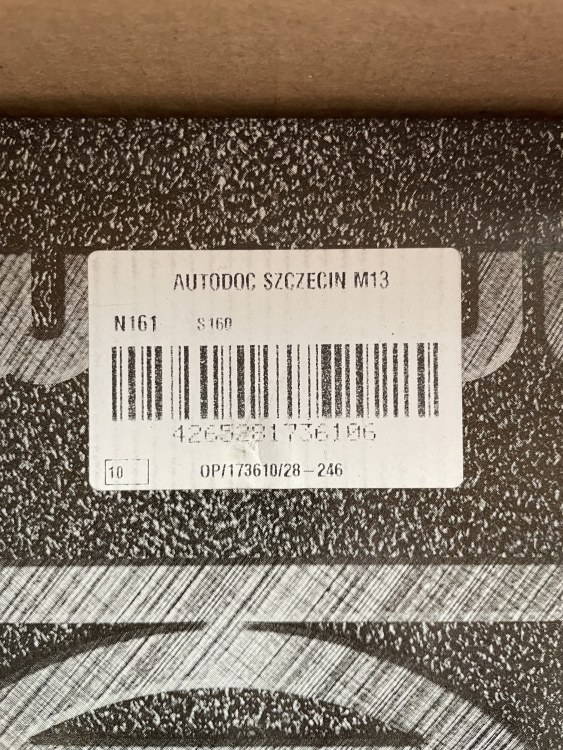 AUTODOC SZCZECIN M13
N161 S160
4265281736106
10 OP/173610/28-246